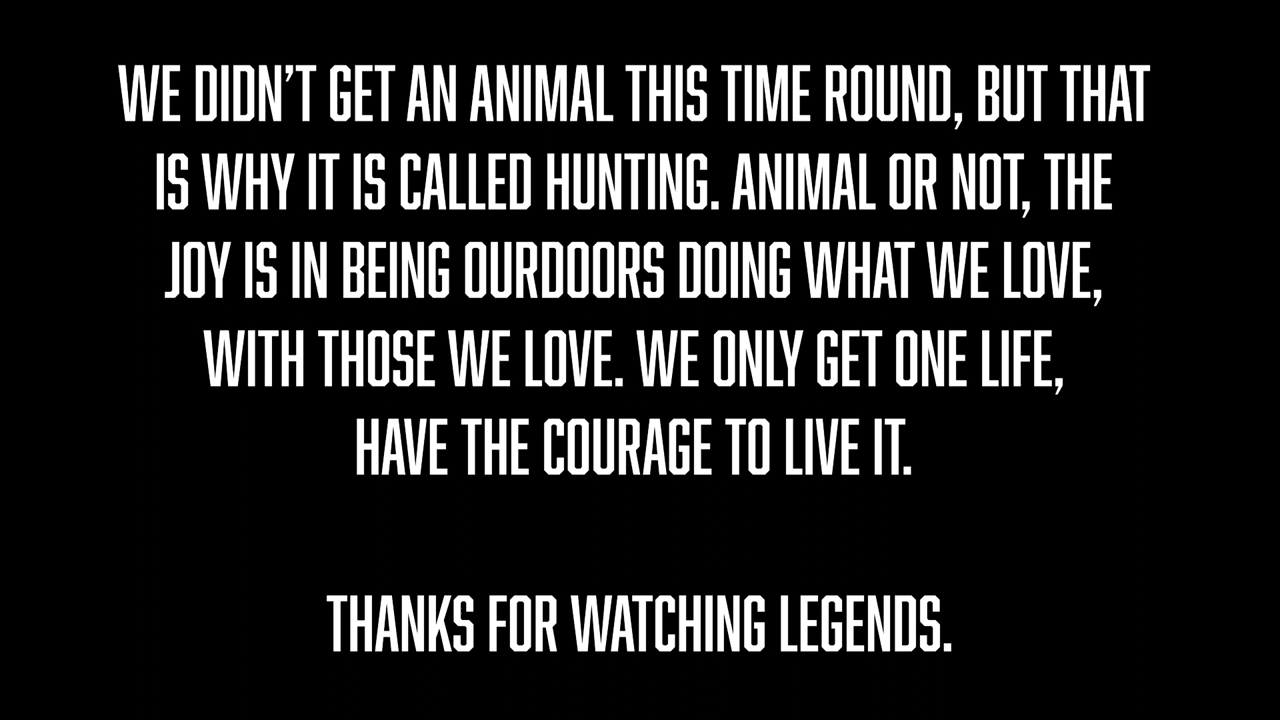 WE DIDN’T GET AN ANIMAL THIS TIME ROUND, BUT THAT
IS WHY IT IS CALLED HUNTING. ANIMAL OR NOT, THE
JOY IS IN BEING OURDOORS DOING WHAT WE LOVE,
WITH THOSE WE LOVE. WE ONLY GET ONE LIFE,
HAVE THE COURAGE TO LIVE IT.
THANKS FOR WATCHING LEGENDS.